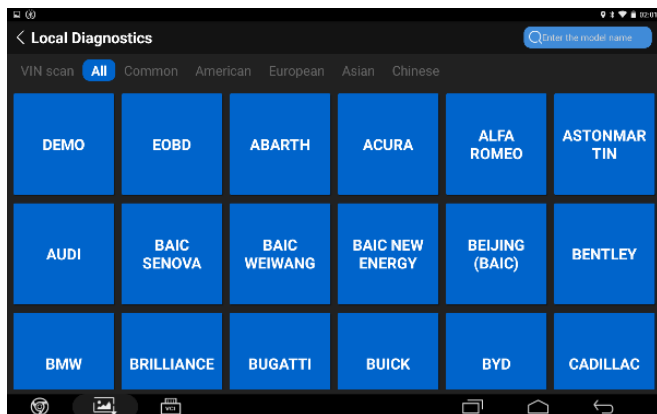 02:01
Local Diagnostics
Enter the model name
VIN scan All Common American European Asian Chinese
DEMO
EOBD
ABARTH
ACURA
ALFA
ROMEO
ASTONMAR
TIN
AUDI
BAIC
SENOVA
BAIC
WEIWANG
BAIC NEW
ENERGY
BEIJING
(BAIC)
BENTLEY
BMW
BRILLIANCE
BUGATTI
BUICK
BYD
CADILLAC
VCI